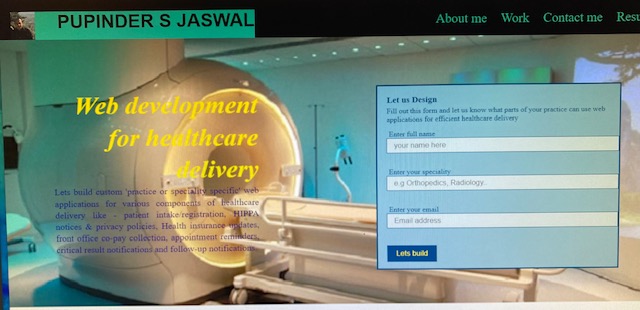 PUPINDER S JASWAL
About me Work Contact me Resu
Web development
for healthcare
delivery
Lets build custom 'practice or speciality specific' web
applications for various components of healthcare
delivery like - patient intake/registration, HIPPA
notices & privacy policies, Health insurance updates,
front office co-pay collection, appointment reminders,
critical result notifications and follow-up notifications
Let us Design
Fill out this form and let us know what parts of your practice can use web
applications for efficient healthcare delivery
Enter full name
your name here
Enter your speciality
e.g Orthopedics, Radiology..
Enter your email
Email address
Lets build